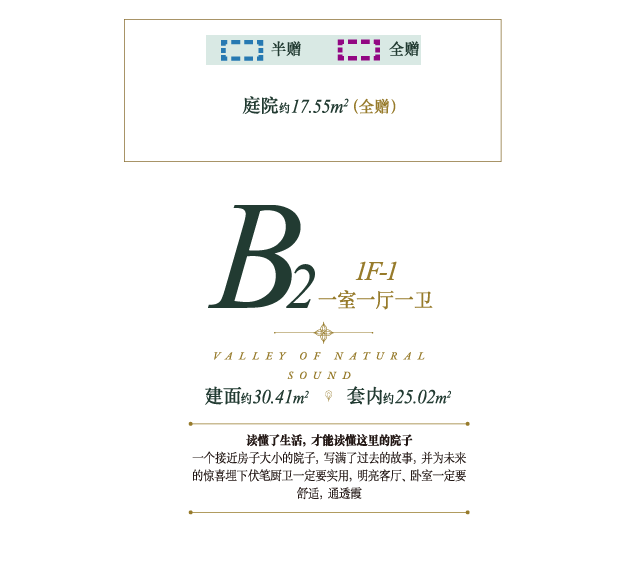 半赠 全赠
庭院约17.55m²(全赠)
B2 1F-1
一室一厅一卫
VALLEY OF NATURAL
SOUND
建面约30.41m² 套内约25.02m²
读懂了生活，才能读懂这里的院子
一个接近房子大小的院子，写满了过去的故事，并为未来
的惊喜埋下伏笔厨卫一定要实用，明亮客厅、卧室一定要
舒适，通透霞